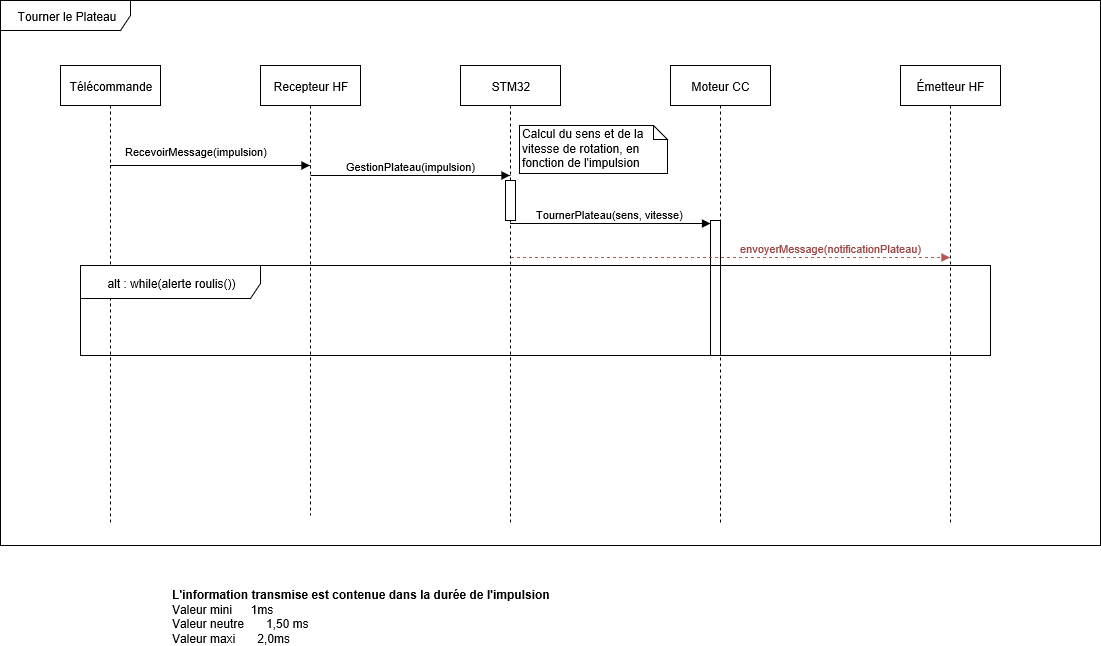 Tourner le Plateau
Télécommande
Recepteur HF
STM32
Moteur CC
Émetteur HF
Calcul du sens et de la
vitesse de rotation, en
fonction de l'impulsion
RecevoirMessage(impulsion)
GestionPlateau(impulsion)
TournerPlateau(sens, vitesse)
envoyerMessage(notificationPlateau)
alt : while(alerte roulis())
L'information transmise est contenue dans la durée de l'impulsion
Valeur mini 1ms
Valeur neutre 1,50 ms
Valeur maxi 2,0ms